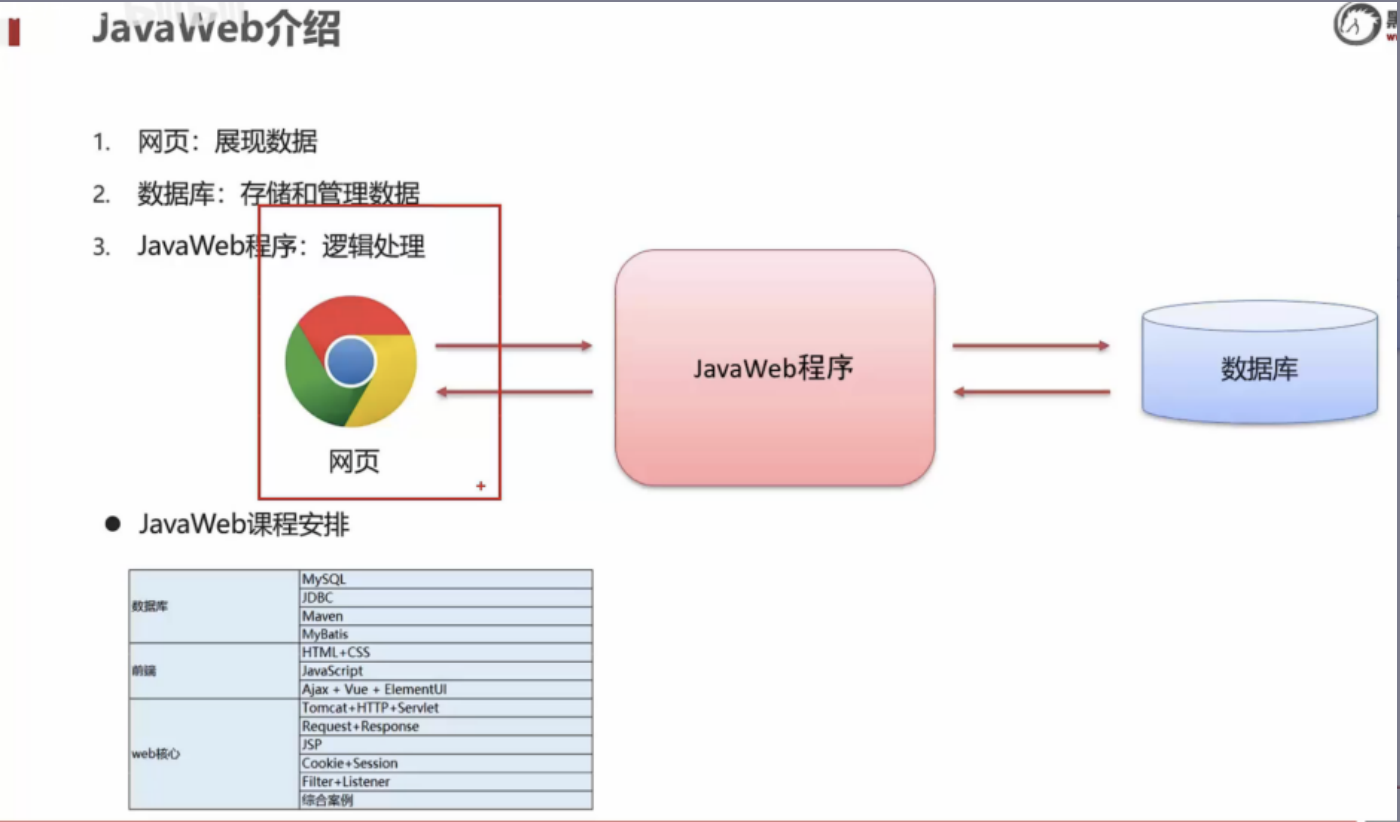 JavaWeb介绍
1. 网页：展现数据
2. 数据库：存储和管理数据
3. JavaWeb程序：逻辑处理
网页
JavaWeb程序
数据库
● JavaWeb课程安排
数据库
MySQL
JDBC
Maven
MyBatis
前端
HTML+CSS
JavaScript
Ajax + Vue + ElementUI
web核心
Tomcat+HTTP+Servlet
Request+Response
JSP
Cookie+Session
Filter+Listener
综合案例